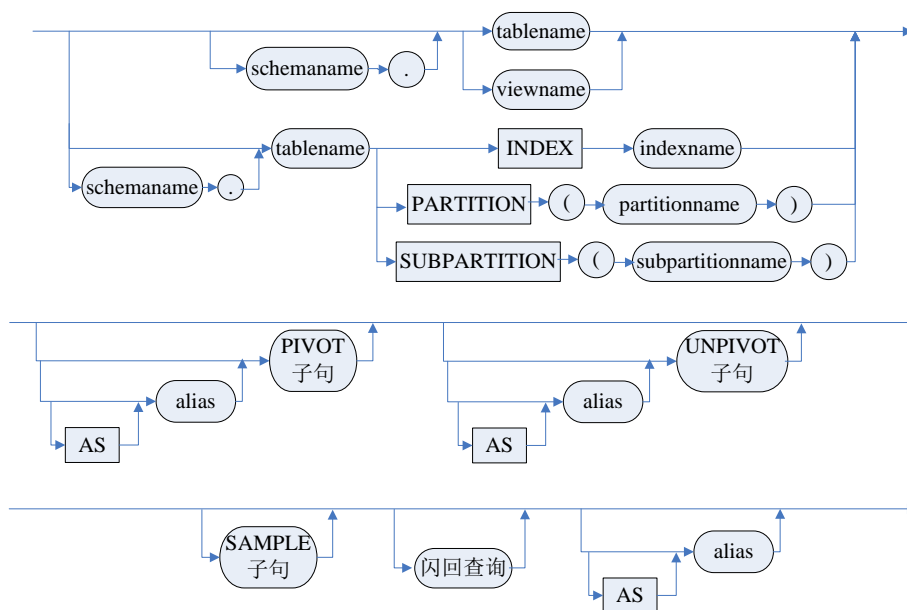 tablename
schemaname .
viewname
tablename INDEX indexname
schemaname .
PARTITION ( partitionname )
SUBPARTITION ( subpartitionname )
PIVOT
子句
UNPIVOT
子句
alias
alias
AS
AS
SAMPLE
子句
闪回查询
alias
AS